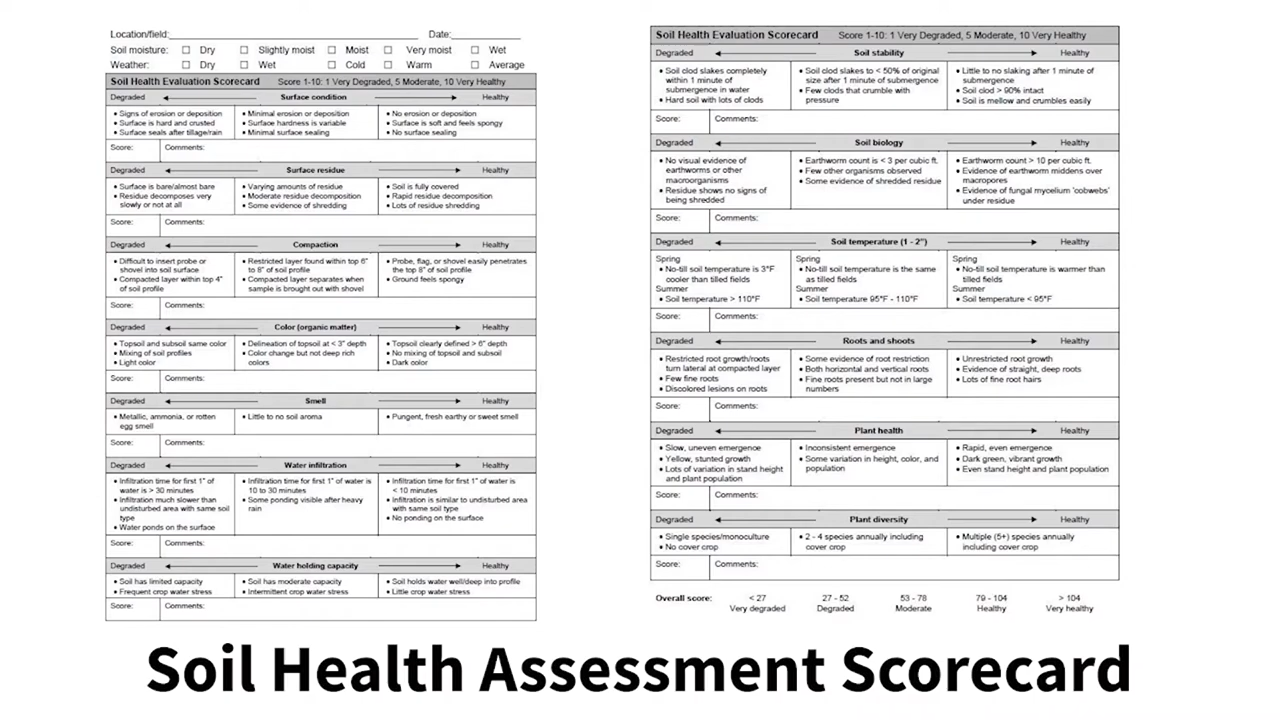 Location/field: Date:
Soil moisture: ☐ Dry ☐ Slightly moist ☐ Moist ☐ Very moist ☐ Wet
Weather: ☐ Dry ☐ Wet ☐ Cold ☐ Warm ☐ Average
Soil Health Evaluation Scorecard Score 1-10: 1 Very Degraded, 5 Moderate, 10 Very Healthy
Degraded Surface condition Healthy
• Signs of erosion or deposition
• Surface is hard and crusted
• Surface seals after tillage/rain
• Minimal erosion or deposition
• Surface hardness is variable
• Minimal surface sealing
• No erosion or deposition
• Surface is soft and feels spongy
• No surface sealing
Score: Comments:
Degraded Surface residue Healthy
• Surface is bare/almost bare
• Residue decomposes very
slowly or not at all
• Varying amounts of residue
• Moderate residue decomposition
• Some evidence of shredding
• Soil is fully covered
• Rapid residue decomposition
• Lots of residue shredding
Score: Comments:
Degraded Compaction Healthy
• Difficult to insert probe or
shovel into soil surface
• Compacted layer within top 4"
of soil profile
• Restricted layer found within top 6"
to 8" of soil profile
• Compacted layer separates when
sample is brought out with shovel
• Probe, flag, or shovel easily penetrates
the top 8" of soil profile
• Ground feels spongy
Score: Comments:
Degraded Color (organic matter) Healthy
• Topsoil and subsoil same color
• Mixing of soil profiles
• Light color
• Delineation of topsoil at < 3" depth
• Color change but not deep rich
colors
• Topsoil clearly defined > 6" depth
• No mixing of topsoil and subsoil
• Dark color
Score: Comments:
Degraded Smell Healthy
• Metallic, ammonia, or rotten
egg smell
• Little to no soil aroma
• Pungent, fresh earthy or sweet smell
Score: Comments:
Degraded Water infiltration Healthy
• Infiltration time for first 1" of
water is > 30 minutes
• Infiltration much slower than
undisturbed area with same soil
type
• Water ponds on the surface
• Infiltration time for first 1" of water is
10 to 30 minutes
• Some ponding visible after heavy
rain
• Infiltration time for first 1" of water is
< 10 minutes
• Infiltration is similar to undisturbed area
with same soil type
• No ponding on the surface
Score: Comments:
Degraded Water holding capacity Healthy
• Soil has limited capacity
• Frequent crop water stress
• Soil has moderate capacity
• Intermittent crop water stress
• Soil holds water well/deep into profile
• Little crop water stress
Score: Comments:
Soil Health Evaluation Scorecard Score 1-10: 1 Very Degraded, 5 Moderate, 10 Very Healthy
Degraded Soil stability Healthy
• Soil clod slakes completely
within 1 minute of
submergence in water
• Hard soil with lots of clods
• Soil clod slakes to < 50% of original
size after 1 minute of submergence
• Few clods that crumble with
pressure
• Little to no slaking after 1 minute of
submergence
• Soil clod > 90% intact
• Soil is mellow and crumbles easily
Score: Comments:
Degraded Soil biology Healthy
• No visual evidence of
earthworms or other
macroorganisms
• Residue shows no signs of
being shredded
• Earthworm count is < 3 per cubic ft.
• Few other organisms observed
• Some evidence of shredded residue
• Earthworm count > 10 per cubic ft.
• Evidence of earthworm middens over
macropores
• Evidence of fungal mycelium 'cobwebs'
under residue
Score: Comments:
Degraded Soil temperature (1 - 2") Healthy
Spring
• No-till soil temperature is 3°F
cooler than tilled fields
Summer
• Soil temperature > 110°F
Spring
• No-till soil temperature is the same
as tilled fields
Summer
• Soil temperature 95°F - 110°F
Spring
• No-till soil temperature is warmer than
tilled fields
Summer
• Soil temperature < 95°F
Score: Comments:
Degraded Roots and shoots Healthy
• Restricted root growth/roots
turn lateral at compacted layer
• Few fine roots
• Discolored lesions on roots
• Some evidence of root restriction
• Both horizontal and vertical roots
• Fine roots present but not in large
numbers
• Unrestricted root growth
• Evidence of straight, deep roots
• Lots of fine root hairs
Score: Comments:
Degraded Plant health Healthy
• Slow, uneven emergence
• Yellow, stunted growth
• Lots of variation in stand height
and plant population
• Inconsistent emergence
• Some variation in height, color, and
population
• Rapid, even emergence
• Dark green, vibrant growth
• Even stand height and plant population
Score: Comments:
Degraded Plant diversity Healthy
• Single species/monoculture
• No cover crop
• 2 - 4 species annually including
cover crop
• Multiple (5+) species annually
including cover crop
Score: Comments:
Overall score: < 27 27 - 52 53 - 78 79 - 104 > 104
Very degraded Degraded Moderate Healthy Very healthy
Soil Health Assessment Scorecard